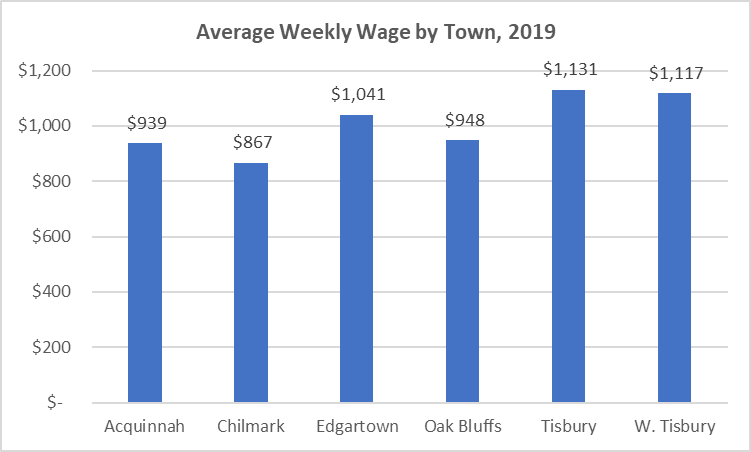 Average Weekly Wage by Town, 2019
$1,200
$1,000
$800
$600
$400
$200
$-
$939
$867
$1,041
$948
$1,131
$1,117
Acquinnah
Chilmark
Edgartown
Oak Bluffs
Tisbury
W. Tisbury